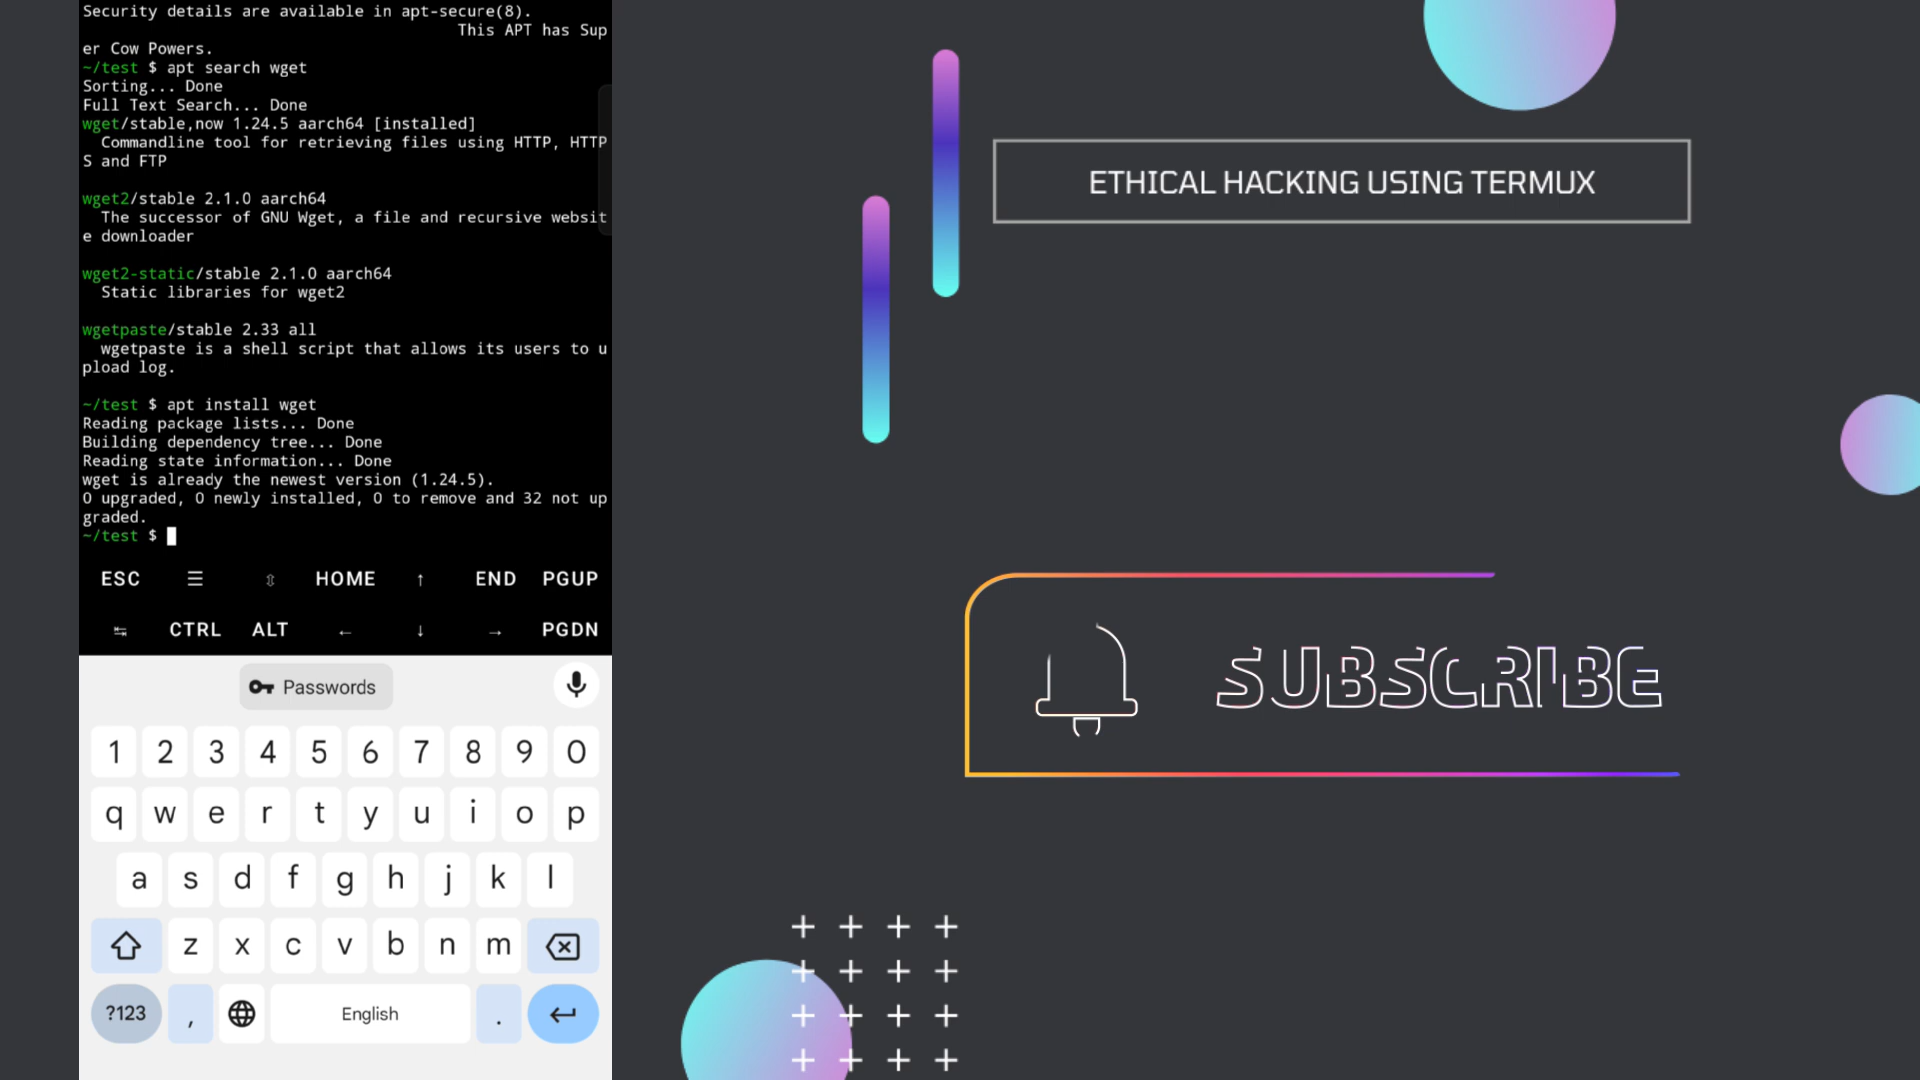 Security details are available in apt-secure(8).
This APT has Sup
er Cow Powers.
~/test $ apt search wget
Sorting... Done
Full Text Search... Done
wget/stable,now 1.24.5 aarch64 [installed]
Commandline tool for retrieving files using HTTP, HTTP
S and FTP
wget2/stable 2.1.0 aarch64
The successor of GNU Wget, a file and recursive websit
e downloader
wget2-static/stable 2.1.0 aarch64
Static libraries for wget2
wgetpaste/stable 2.33 all
wgetpaste is a shell script that allows its users to u
pload log.
~/test $ apt install wget
Reading package lists... Done
Building dependency tree... Done
Reading state information... Done
wget is already the newest version (1.24.5).
0 upgraded, 0 newly installed, 0 to remove and 32 not up
graded.
~/test $
ESC ☰ ⇳ HOME ↑ END PGUP
↹ CTRL ALT ← ↓ → PGDN
Passwords
1 2 3 4 5 6 7 8 9 0
q w e r t y u i o p
a s d f g h j k l
z x c v b n m
?123 , English .
ETHICAL HACKING USING TERMUX
SUBSCRIBE